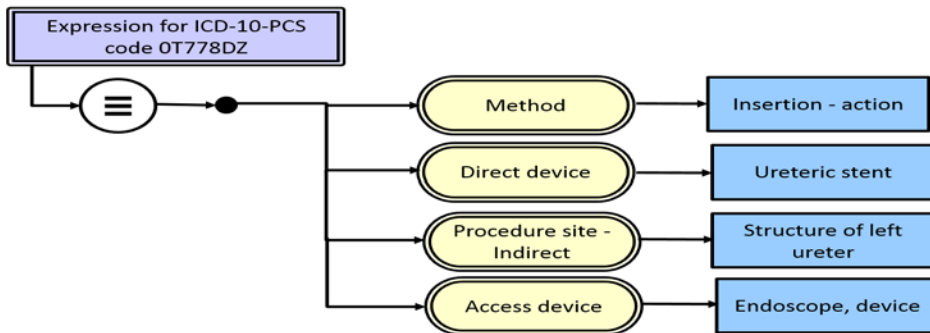 Expression for ICD-10-PCS
code 0T778DZ
Method
Insertion - action
Direct device
Ureteric stent
Procedure site -
Indirect
Structure of left
ureter
Access device
Endoscope, device